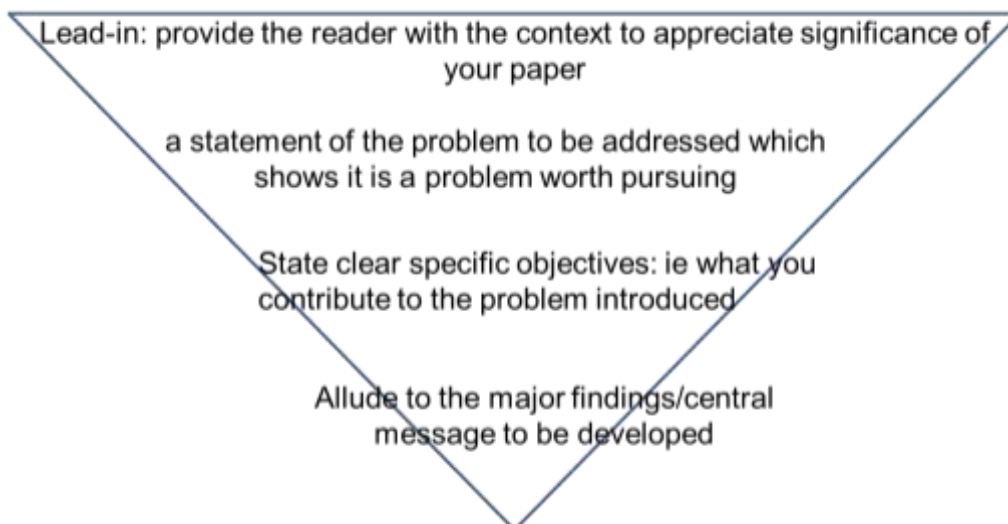 Lead-in: provide the reader with the context to appreciate significance of
your paper
a statement of the problem to be addressed which
shows it is a problem worth pursuing
State clear specific objectives: ie what you
contribute to the problem introduced
Allude to the major findings/central
message to be developed